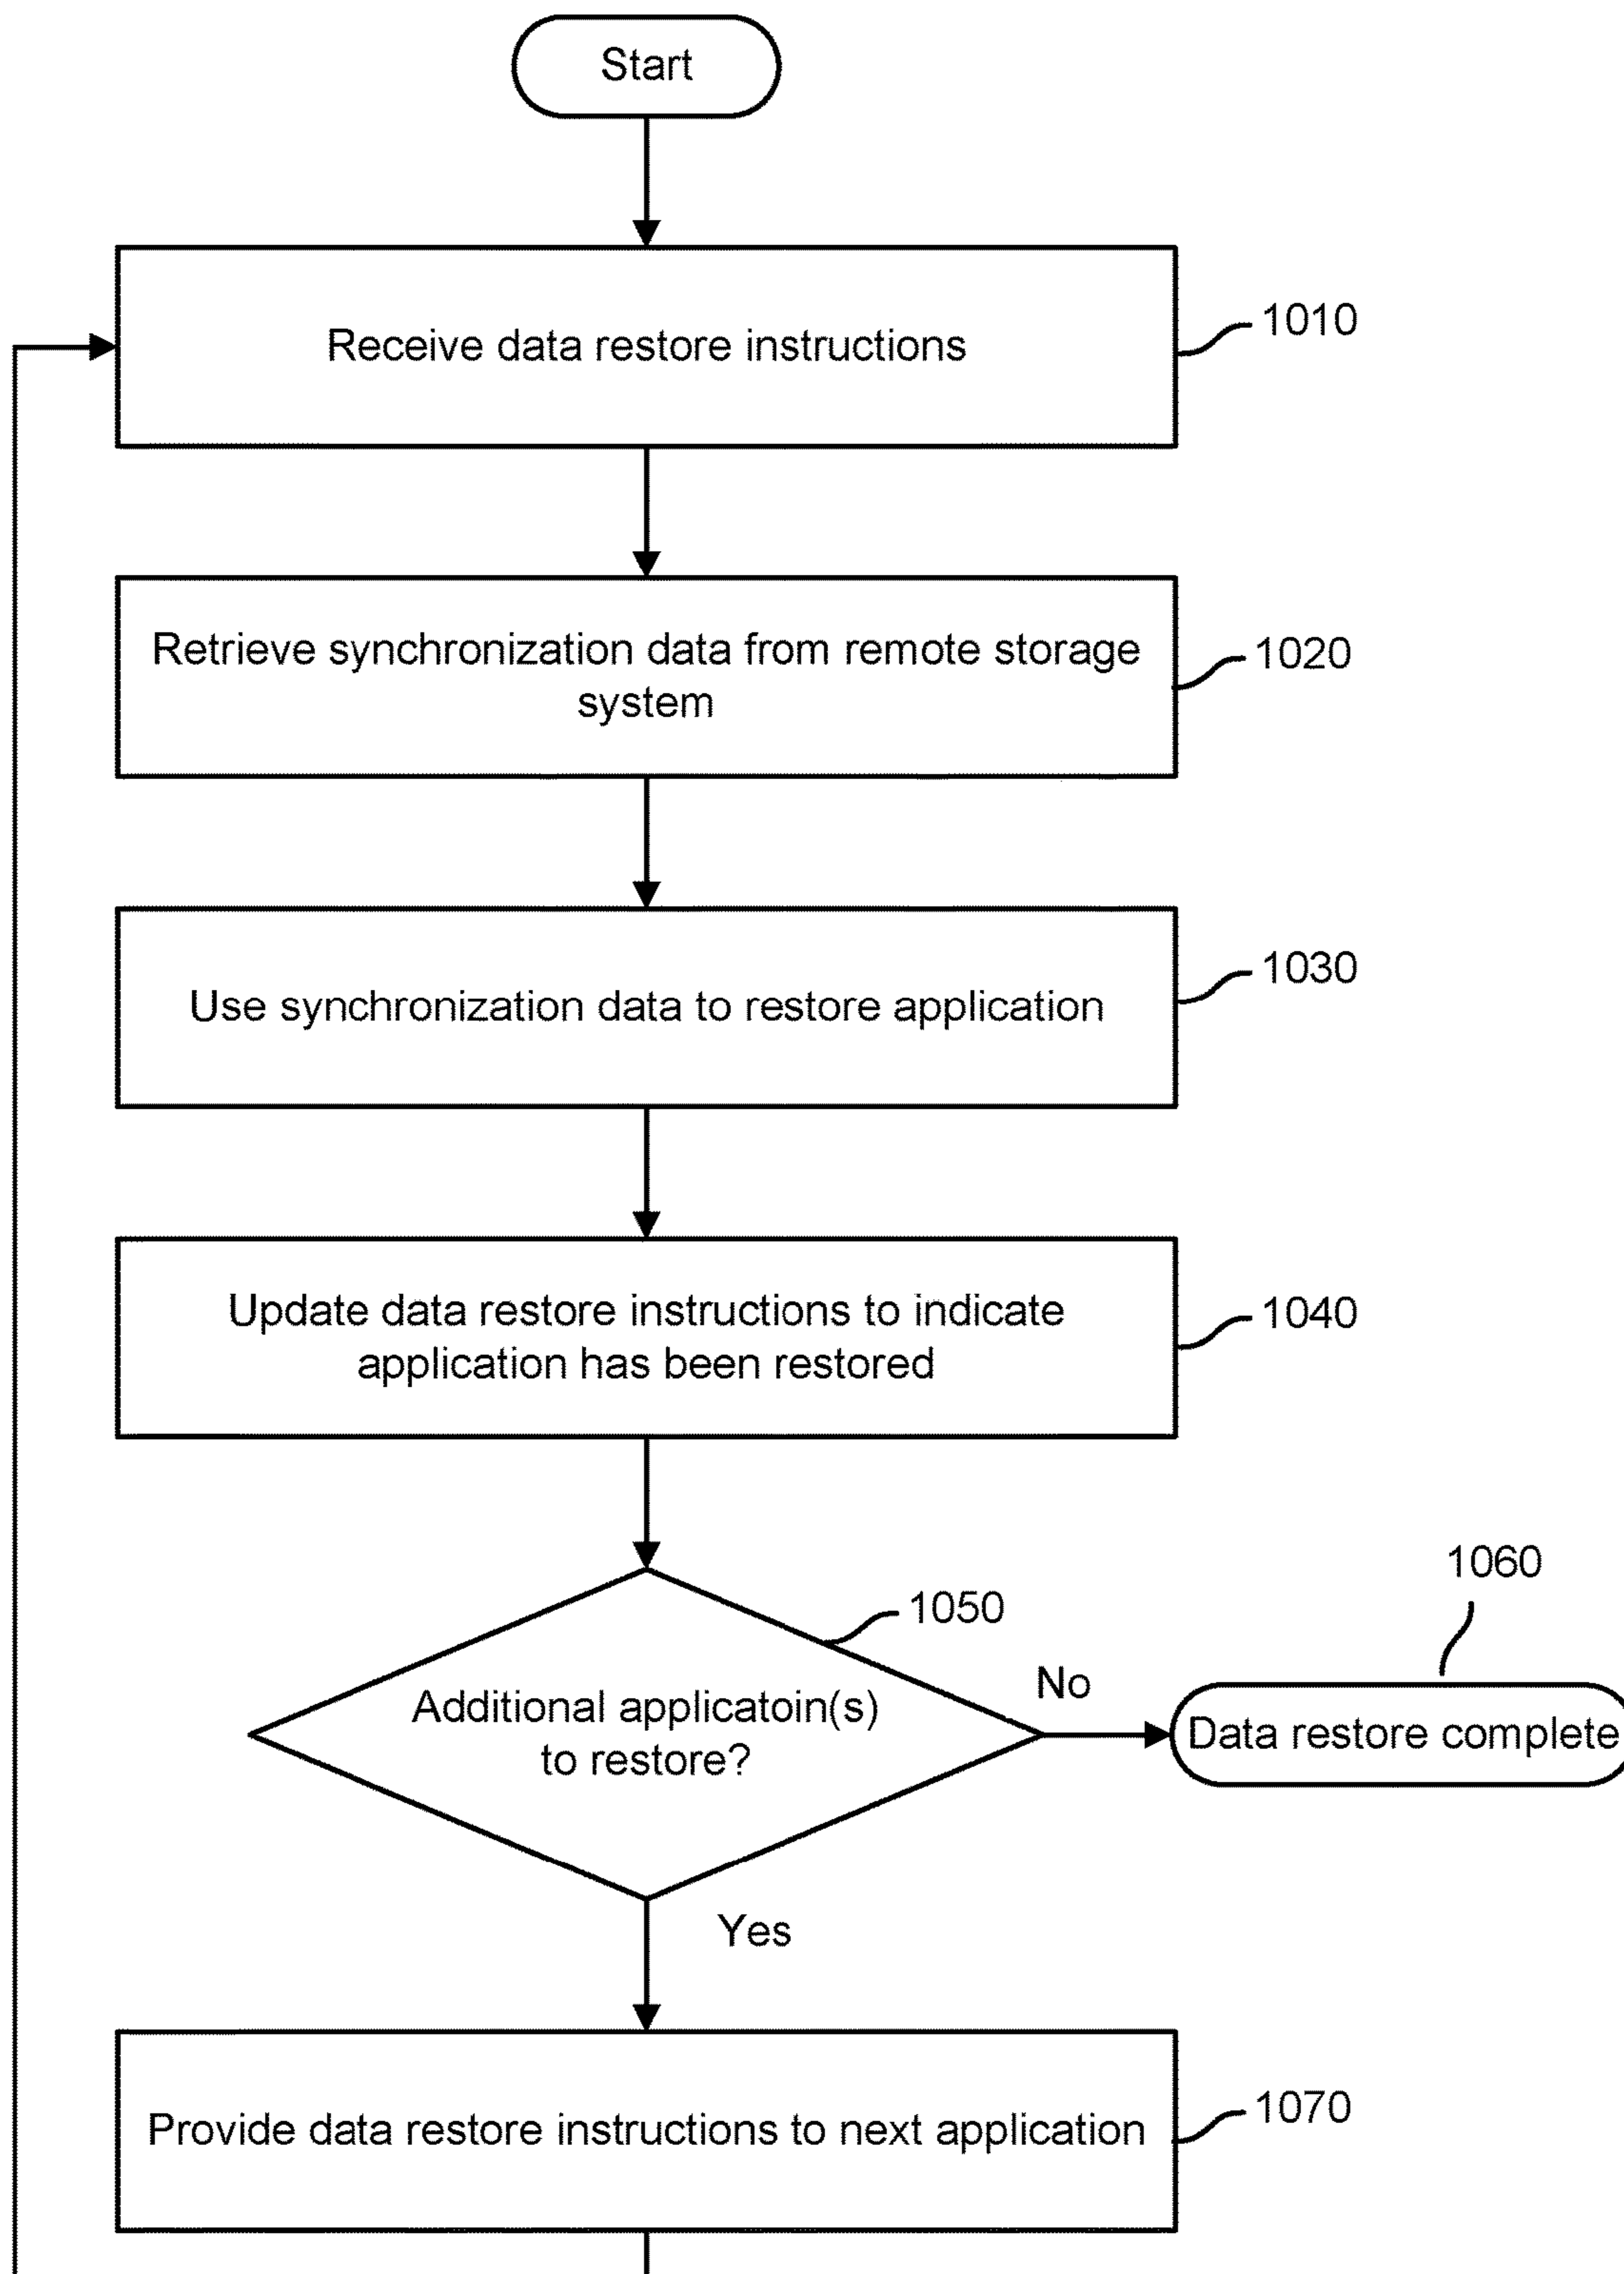 Start
Receive data restore instructions
1010
Retrieve synchronization data from remote storage
system
1020
Use synchronization data to restore application
1030
Update data restore instructions to indicate
application has been restored
1040
Additional applicatoin(s)
to restore?
1050
No
1060
Data restore complete
Yes
Provide data restore instructions to next application
1070